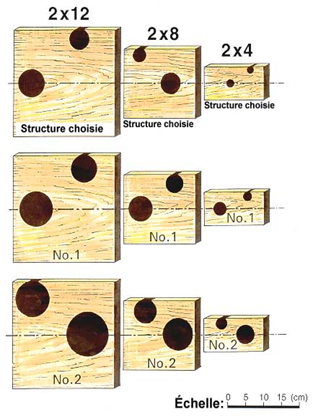 2x12
2x8
2x4
Structure choisie
Structure choisie
Structure choisie
No.1
No.1
No.1
No.2
No.2
No.2
Échelle: 0 5 10 15 (cm)